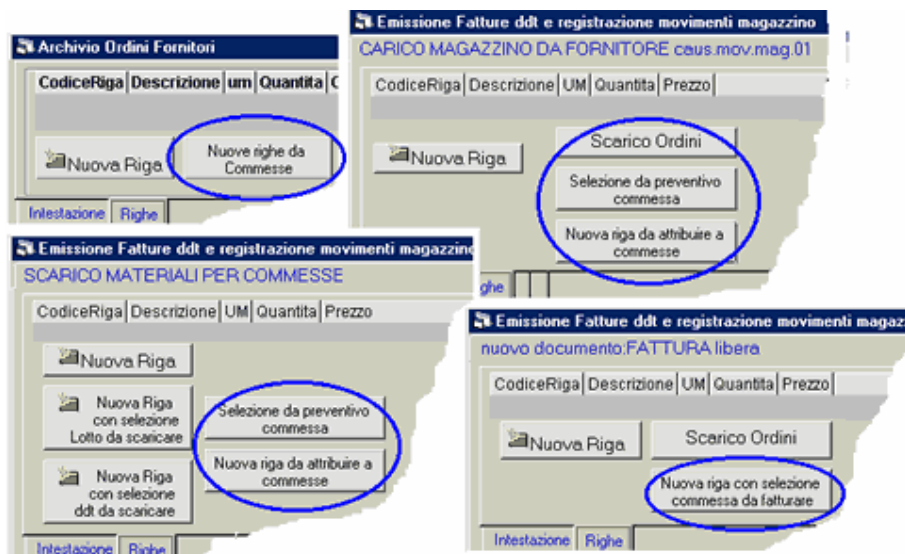 Archivio Ordini Fornitori
CodiceRiga Descrizione um Quantita C
Nuova Riga
Nuove righe da
Commesse
Intestazione Righe
Emissione Fatture ddt e registrazione movimenti magazzino
CARICO MAGAZZINO DA FORNITORE caus.mov.mag.01
CodiceRiga Descrizione UM Quantita Prezzo
Nuova Riga
Scarico Ordini
Selezione da preventivo
commessa
Nuova riga da attribuire a
commesse
ghe
Emissione Fatture ddt e registrazione movimenti magazzino
SCARICO MATERIALI PER COMMESSE
CodiceRiga Descrizione UM Quantita Prezzo
Nuova Riga
Nuova Riga
con selezione
Lotto da scaricare
Selezione da preventivo
commessa
Nuova Riga
con selezione
ddt da scaricare
Nuova riga da attribuire a
commesse
Intestazione Righe
Emissione Fatture ddt e registrazione movimenti magaz
nuovo documento:FATTURA libera
CodiceRiga Descrizione UM Quantita Prezzo
Nuova Riga
Scarico Ordini
Nuova riga con selezione
commessa da fatturare
Intestazione Righe